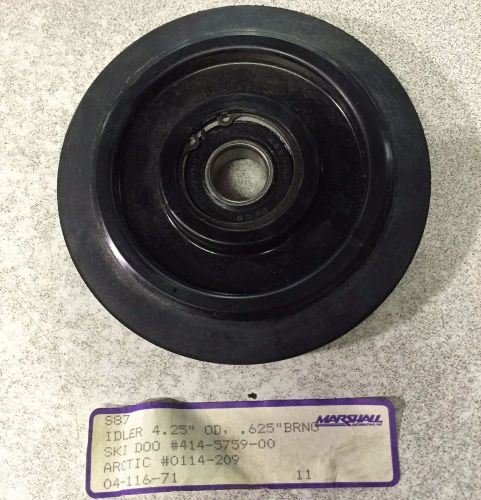 S87
IDLER 4.25" OD, .625"BRNG
MARSHALL
SKI DOO #414-5759-00
ARCTIC #0114-209
04-116-71 11